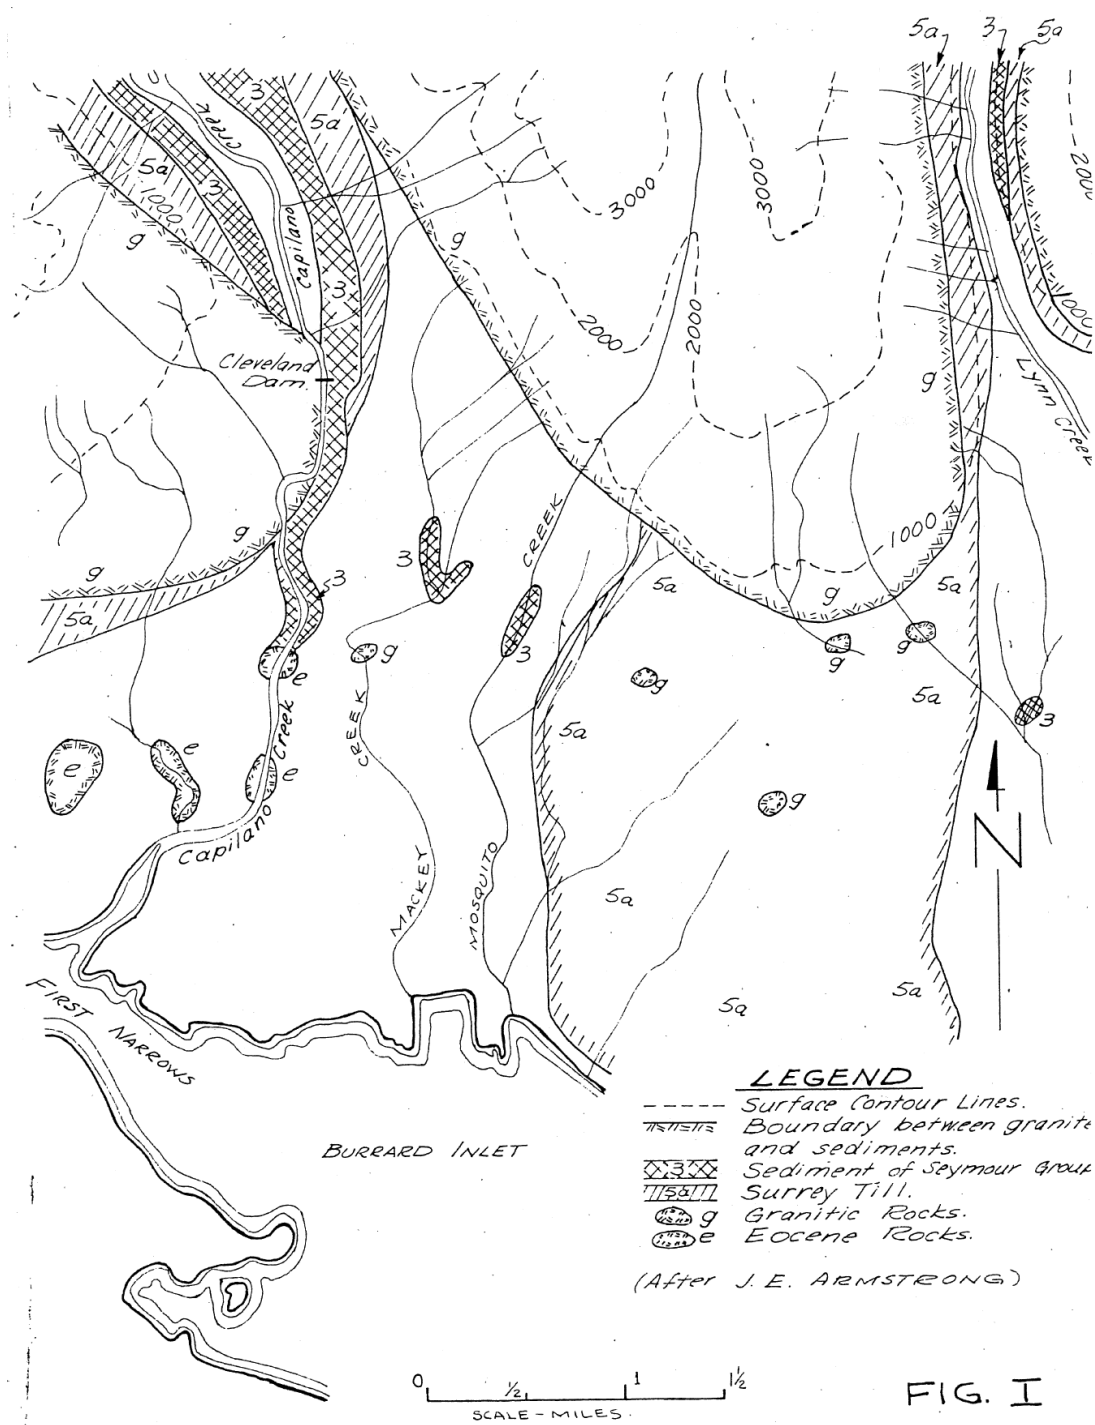 5a 3 5a
3
5a
Creek
5a
1000
3
g
Capilano
3
3000
3000
2000
g
2000
2000
1000
Cleveland
Dam.
g
Lynn Creek
g
CREEK
1000
3
g
5a
3
5a
g
5a
e
g
3
g
g
g
5a
3
CREEK
Creek
5a
e
e
e
g
Capilano
N
MACKEY
MOSQUITO
5a
5a
5a
FIRST NARROWS
BURRARD INLET
LEGEND
Surface Contour Lines.
Boundary between granite
and sediments.
3 Sediment of Seymour Group
5a Surrey Till.
g Granitic Rocks.
e Eocene Rocks.
(After J. E. ARMSTRONG)
0 1/2 1 1 1/2
SCALE - MILES.
FIG. I